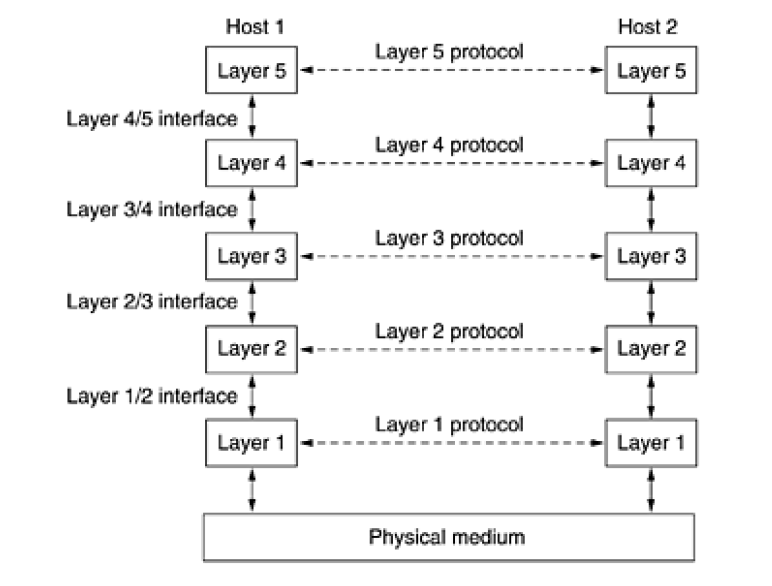 Host 1
Host 2
Layer 5 protocol
Layer 5
Layer 5
Layer 4/5 interface
Layer 4 protocol
Layer 4
Layer 4
Layer 3/4 interface
Layer 3 protocol
Layer 3
Layer 3
Layer 2/3 interface
Layer 2 protocol
Layer 2
Layer 2
Layer 1/2 interface
Layer 1 protocol
Layer 1
Layer 1
Physical medium